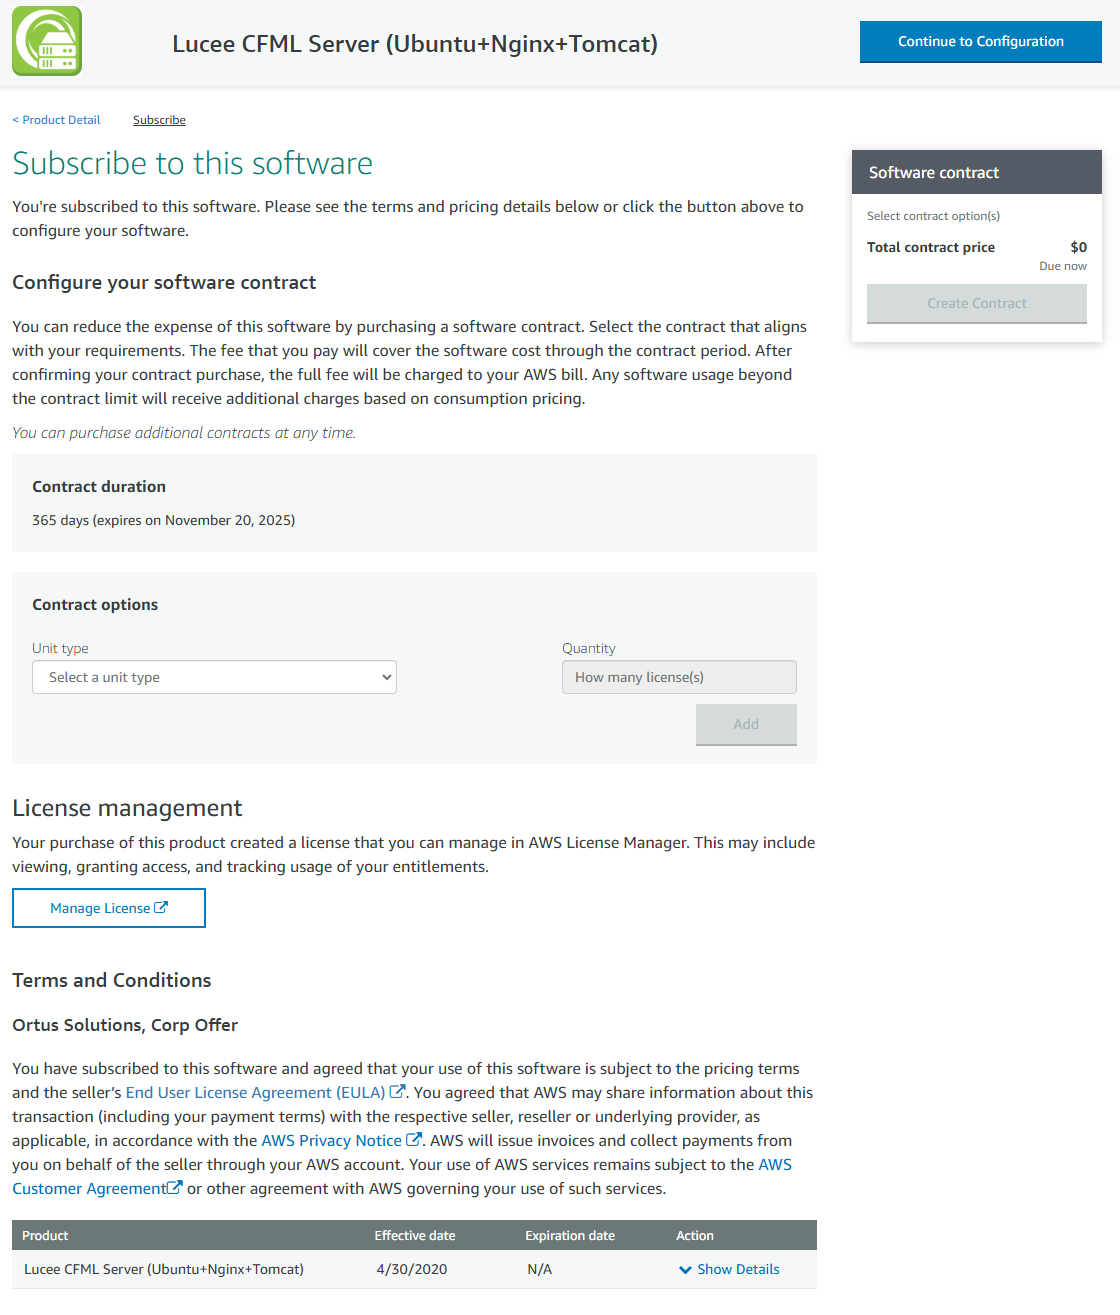 Lucee CFML Server (Ubuntu+Nginx+Tomcat)
Continue to Configuration
< Product Detail
Subscribe
Subscribe to this software
You're subscribed to this software. Please see the terms and pricing details below or click the button above to
configure your software.
Software contract
Select contract option(s)
Total contract price $0
Due now
Create Contract
Configure your software contract
You can reduce the expense of this software by purchasing a software contract. Select the contract that aligns
with your requirements. The fee that you pay will cover the software cost through the contract period. After
confirming your contract purchase, the full fee will be charged to your AWS bill. Any software usage beyond
the contract limit will receive additional charges based on consumption pricing.
You can purchase additional contracts at any time.
Contract duration
365 days (expires on November 20, 2025)
Contract options
Unit type
Select a unit type
Quantity
How many license(s)
Add
License management
Your purchase of this product created a license that you can manage in AWS License Manager. This may include
viewing, granting access, and tracking usage of your entitlements.
Manage License
Terms and Conditions
Ortus Solutions, Corp Offer
You have subscribed to this software and agreed that your use of this software is subject to the pricing terms
and the seller’s End User License Agreement (EULA). You agreed that AWS may share information about this
transaction (including your payment terms) with the respective seller, reseller or underlying provider, as
applicable, in accordance with the AWS Privacy Notice. AWS will issue invoices and collect payments from
you on behalf of the seller through your AWS account. Your use of AWS services remains subject to the AWS
Customer Agreement or other agreement with AWS governing your use of such services.
Product Effective date Expiration date Action
Lucee CFML Server (Ubuntu+Nginx+Tomcat) 4/30/2020 N/A Show Details